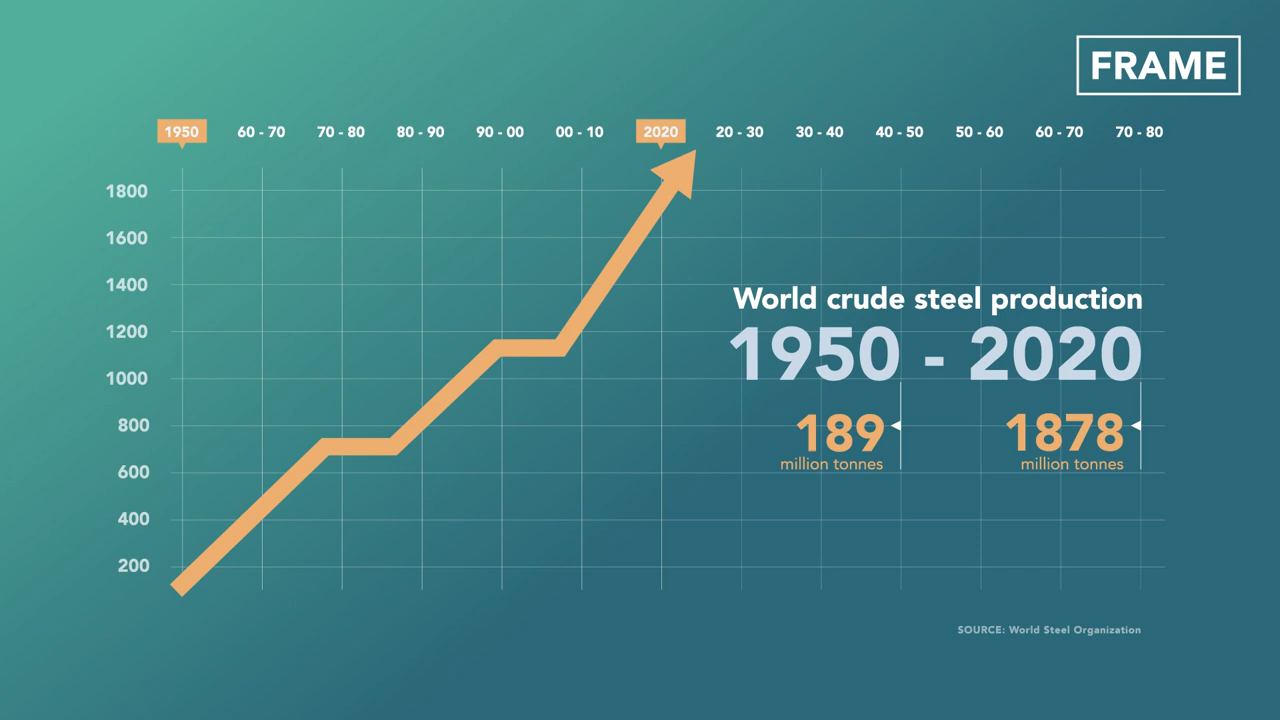 FRAME
1950 60 - 70 70 - 80 80 - 90 90 - 00 00 - 10 2020 20 - 30 30 - 40 40 - 50 50 - 60 60 - 70 70 - 80
1800
1600
1400
1200
1000
800
600
400
200
World crude steel production
1950 - 2020
189 1878
million tonnes million tonnes
SOURCE: World Steel Organization